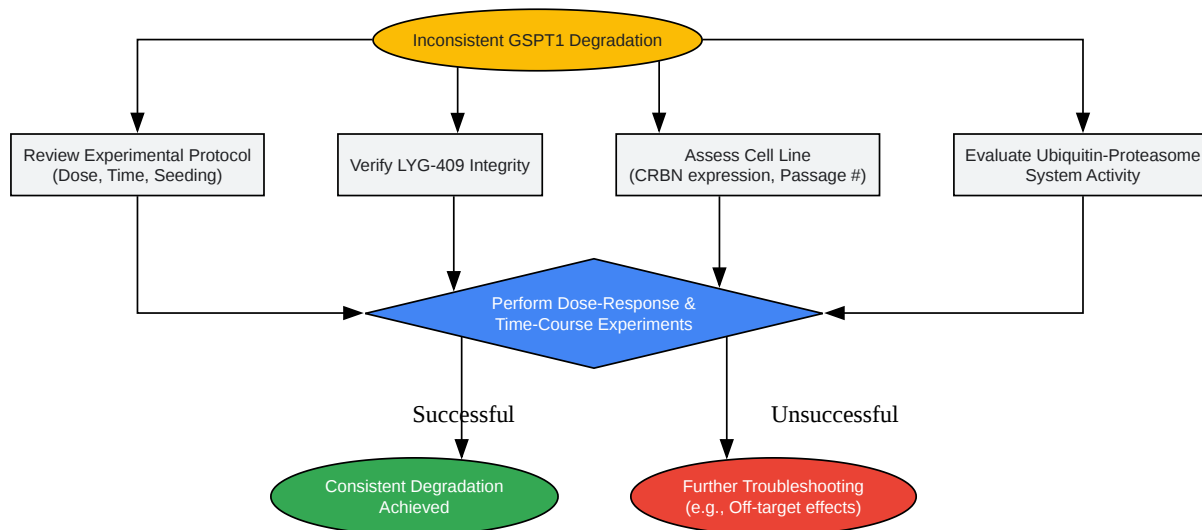 Inconsistent GSPT1 Degradation
Review Experimental Protocol
(Dose, Time, Seeding)
Verify LYG-409 Integrity
Assess Cell Line
(CRBN expression, Passage #)
Evaluate Ubiquitin-Proteasome
System Activity
Perform Dose-Response &
Time-Course Experiments
Successful
Unsuccessful
Consistent Degradation
Achieved
Further Troubleshooting
(e.g., Off-target effects)